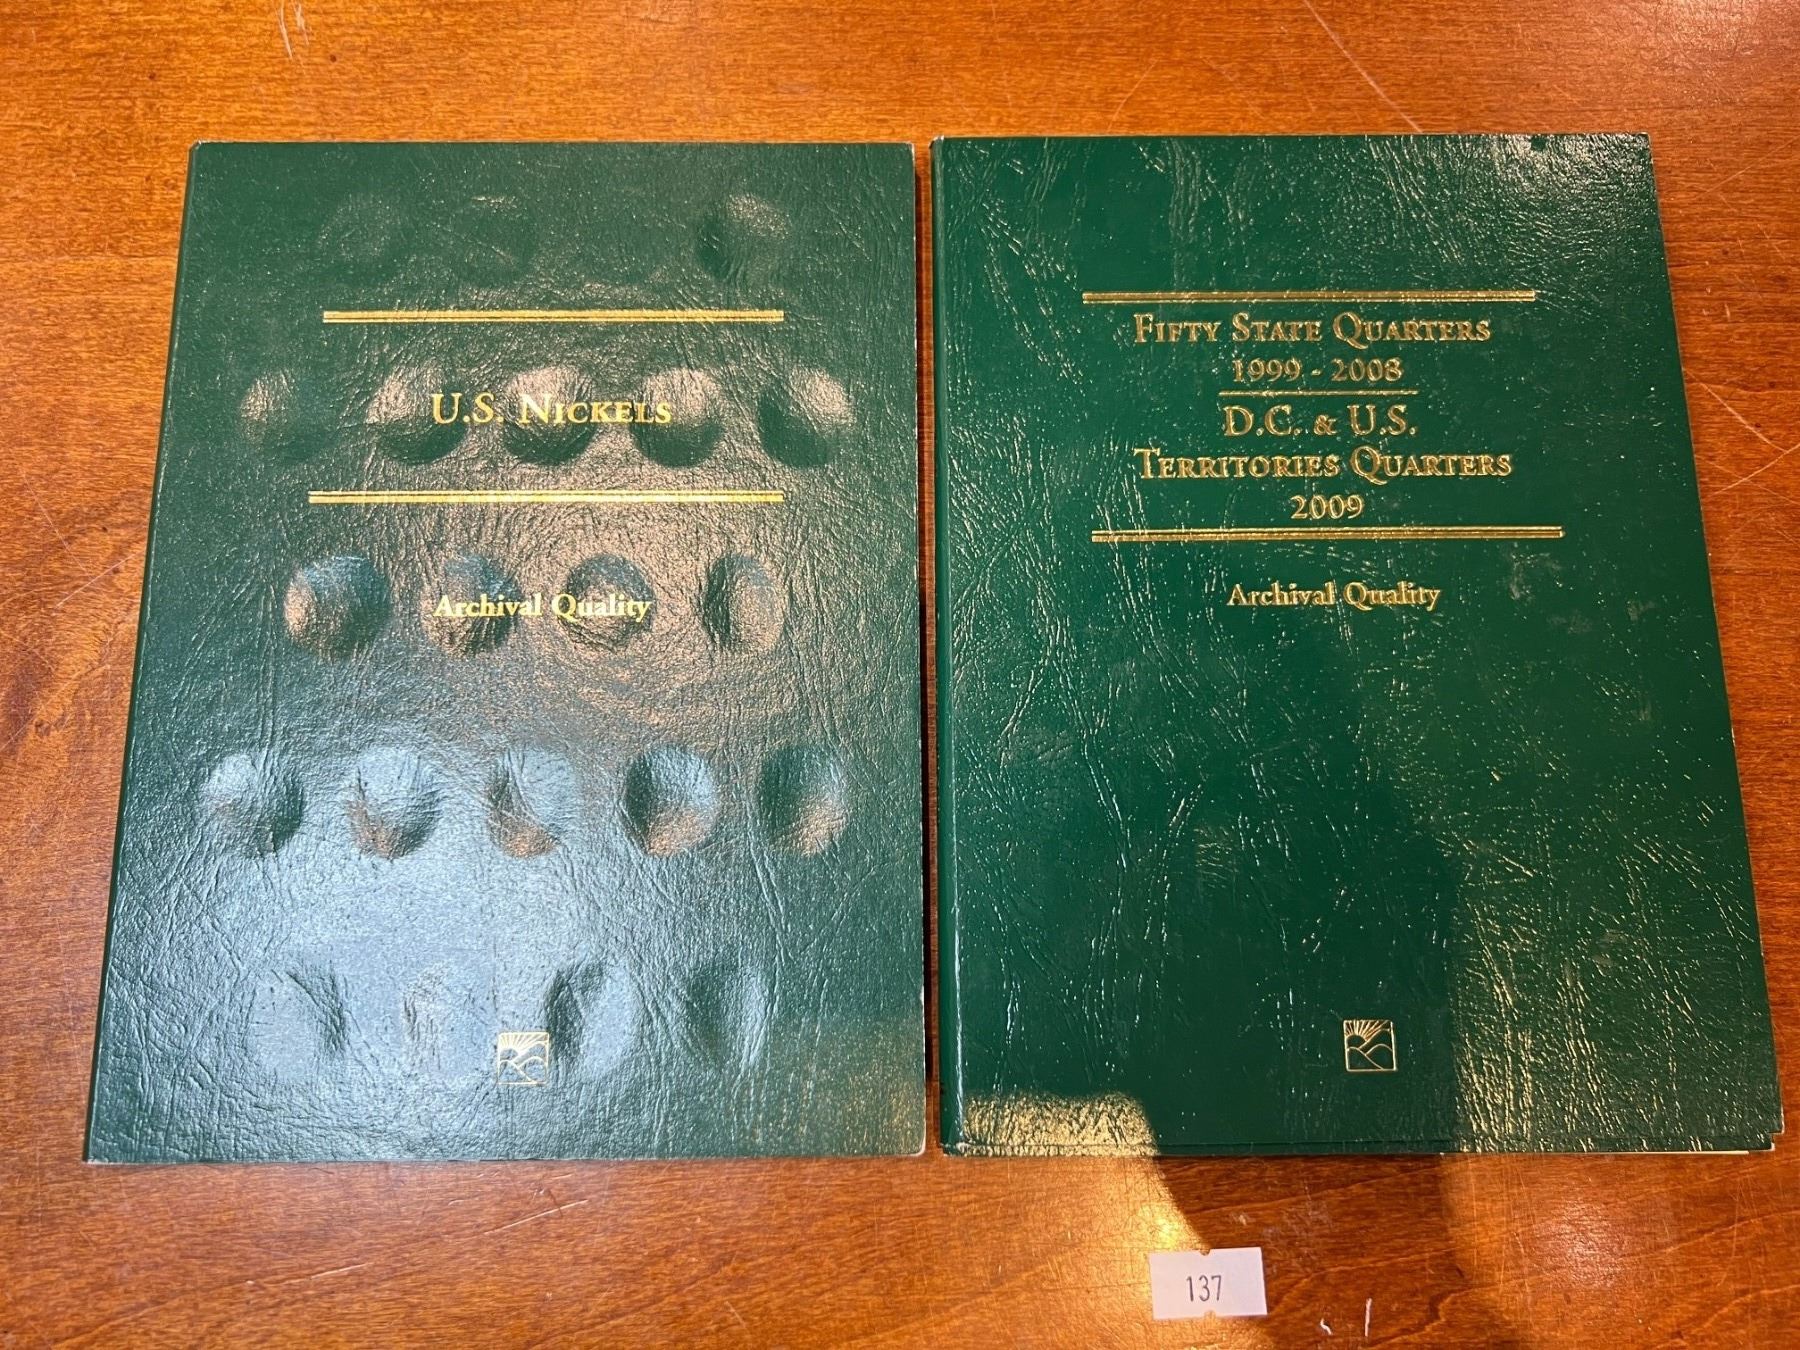 U.S. Nickels
Archival Quality
Fifty State Quarters
1999 - 2008
D.C. & U.S.
Territories Quarters
2009
Archival Quality
137